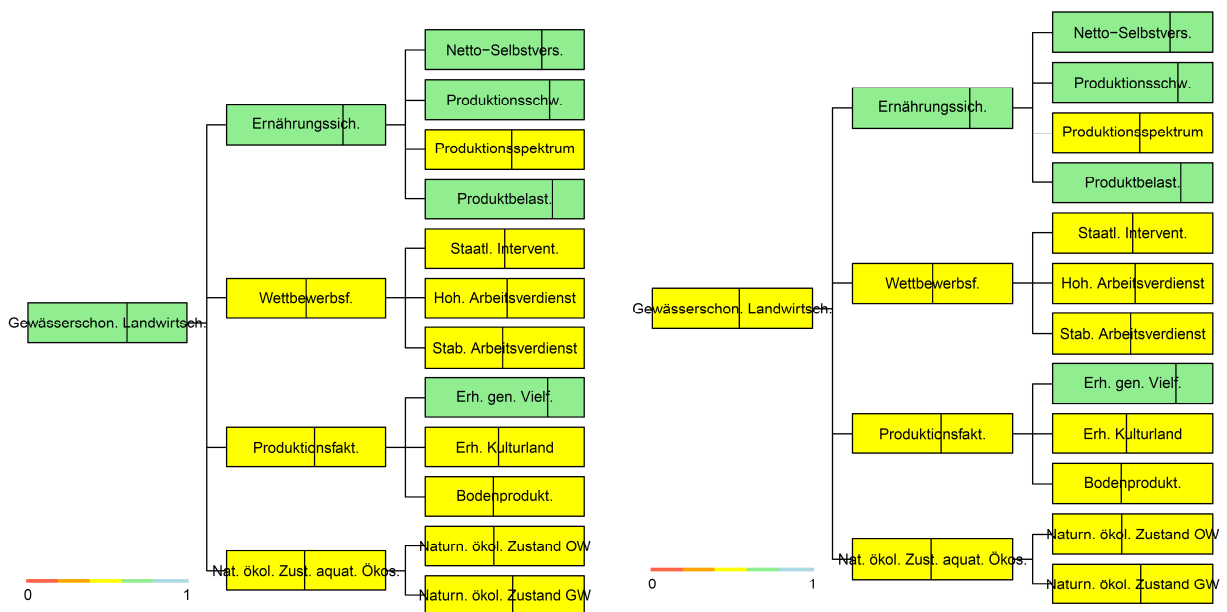 Netto−Selbstvers.
Produktionsschw.
Ernährungssich.
Produktionsspektrum
Produktbelast.
Staatl. Intervent.
Wettbewerbsf.
Hoh. Arbeitsverdienst
Gewässerschon. Landwirtsch.
Stab. Arbeitsverdienst
Erh. gen. Vielf.
Produktionsfakt.
Erh. Kulturland
Bodenprodukt.
Naturn. ökol. Zustand OW
Nat. ökol. Zust. aquat. Ökos.
Naturn. ökol. Zustand GW
0 1
Netto−Selbstvers.
Produktionsschw.
Ernährungssich.
Produktionsspektrum
Produktbelast.
Staatl. Intervent.
Wettbewerbsf.
Hoh. Arbeitsverdienst
Gewässerschon. Landwirtsch.
Stab. Arbeitsverdienst
Erh. gen. Vielf.
Produktionsfakt.
Erh. Kulturland
Bodenprodukt.
Naturn. ökol. Zustand OW
Nat. ökol. Zust. aquat. Ökos.
Naturn. ökol. Zustand GW
0 1